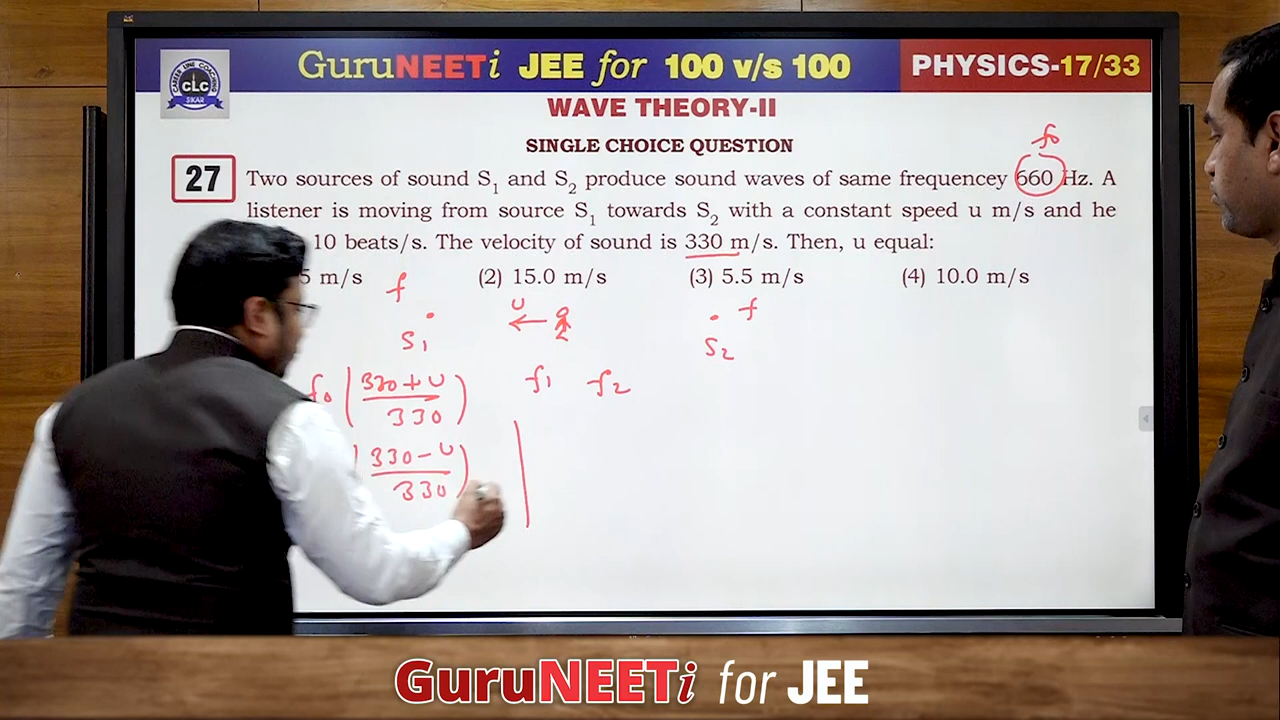 GuruNEETi JEE for 100 v/s 100
PHYSICS-17/33
CLC
SIKAR
WAVE THEORY-II
SINGLE CHOICE QUESTION
f₀
27
Two sources of sound S₁ and S₂ produce sound waves of same frequencey 660 Hz. A
listener is moving from source S₁ towards S₂ with a constant speed u m/s and he
10 beats/s. The velocity of sound is 330 m/s. Then, u equal:
5 m/s (2) 15.0 m/s (3) 5.5 m/s (4) 10.0 m/s
f U f
S₁ S₂
f₀ (330+U / 330) f₁ f₂
(330-U / 330)
GuruNEETi for JEE